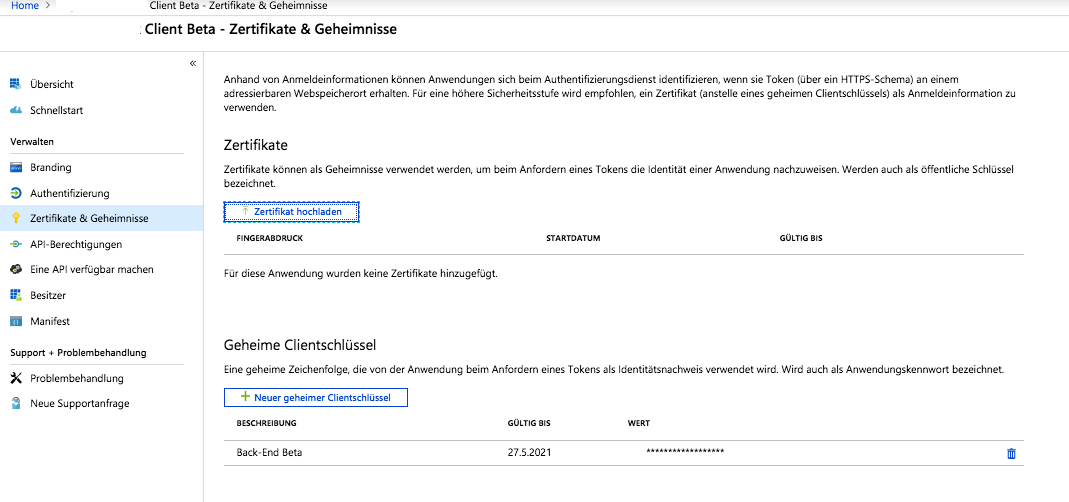 Home > Client Beta - Zertifikate & Geheimnisse
Client Beta - Zertifikate & Geheimnisse
«
Übersicht
Schnellstart
Verwalten
Branding
Authentifizierung
Zertifikate & Geheimnisse
API-Berechtigungen
Eine API verfügbar machen
Besitzer
Manifest
Support + Problembehandlung
Problembehandlung
Neue Supportanfrage
Anhand von Anmeldeinformationen können Anwendungen sich beim Authentifizierungsdienst identifizieren, wenn sie Token (über ein HTTPS-Schema) an einem
adressierbaren Webspeicherort erhalten. Für eine höhere Sicherheitsstufe wird empfohlen, ein Zertifikat (anstelle eines geheimen Clientschlüssels) als Anmeldeinformation zu
verwenden.
Zertifikate
Zertifikate können als Geheimnisse verwendet werden, um beim Anfordern eines Tokens die Identität einer Anwendung nachzuweisen. Werden auch als öffentliche Schlüssel
bezeichnet.
Zertifikat hochladen
FINGERABDRUCK STARTDATUM GÜLTIG BIS
Für diese Anwendung wurden keine Zertifikate hinzugefügt.
Geheime Clientschlüssel
Eine geheime Zeichenfolge, die von der Anwendung beim Anfordern eines Tokens als Identitätsnachweis verwendet wird. Wird auch als Anwendungskennwort bezeichnet.
Neuer geheimer Clientschlüssel
BESCHREIBUNG GÜLTIG BIS WERT
Back-End Beta 27.5.2021 ******************